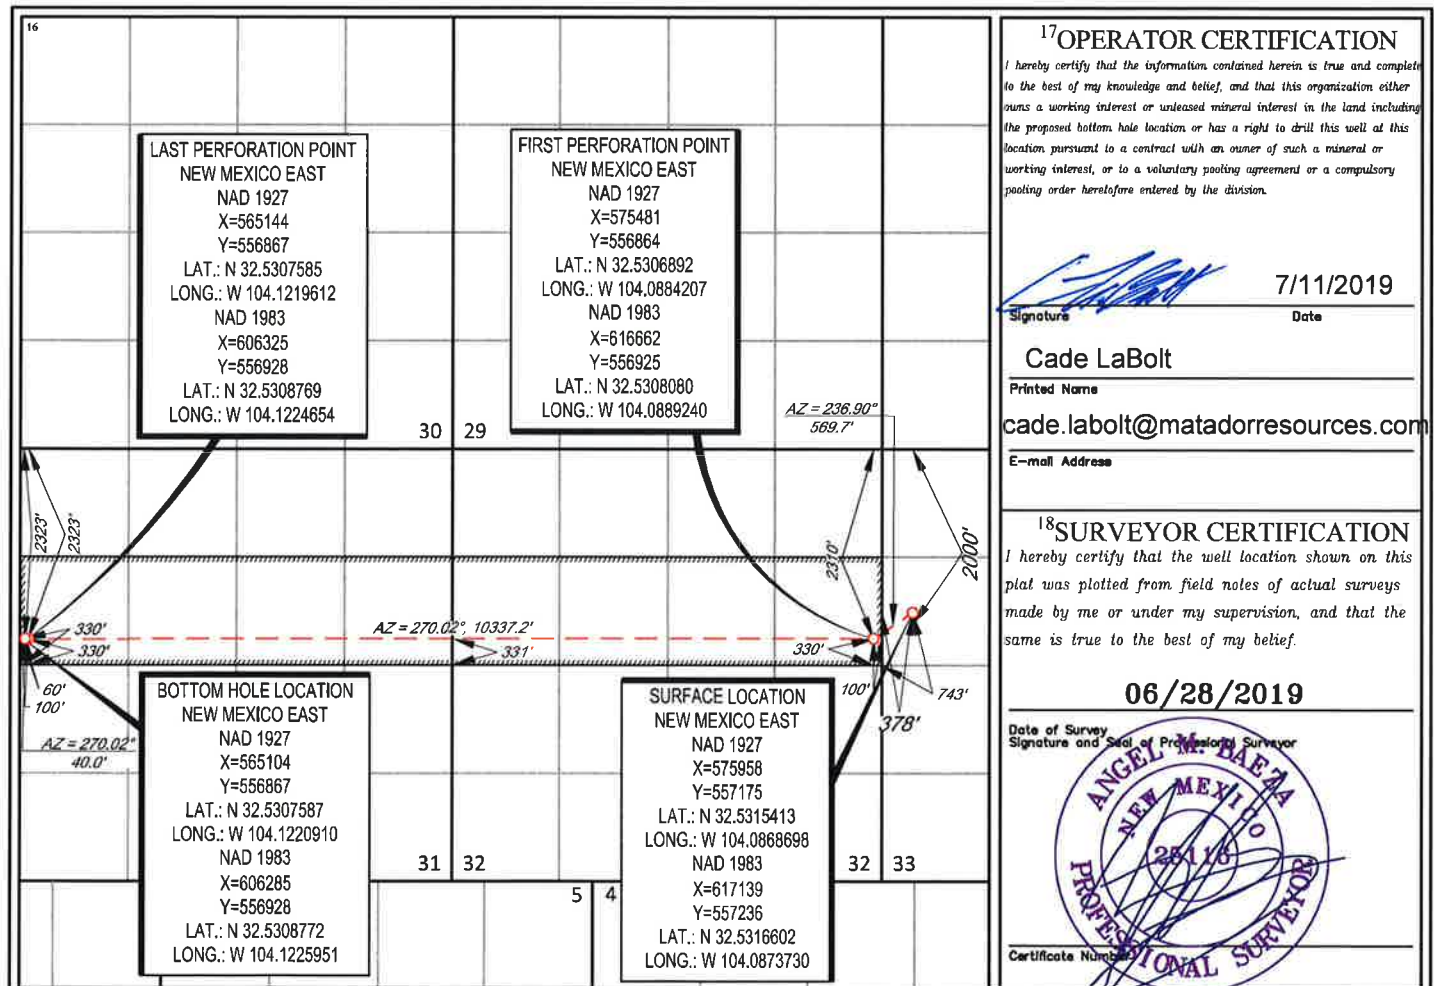 16
LAST PERFORATION POINT
NEW MEXICO EAST
NAD 1927
X=565144
Y=556867
LAT.: N 32.5307585
LONG.: W 104.1219612
NAD 1983
X=606325
Y=556928
LAT.: N 32.5308769
LONG.: W 104.1224654
FIRST PERFORATION POINT
NEW MEXICO EAST
NAD 1927
X=575481
Y=556864
LAT.: N 32.5306892
LONG.: W 104.0884207
NAD 1983
X=616662
Y=556925
LAT.: N 32.5308080
LONG.: W 104.0889240
AZ = 236.90°
569.7'
30 29
2323'
2323'
2310'
2000'
330'
330'
AZ = 270.02°, 10337.2'
331'
330'
60'
100'
100'
743'
378'
AZ = 270.02°
40.0'
BOTTOM HOLE LOCATION
NEW MEXICO EAST
NAD 1927
X=565104
Y=556867
LAT.: N 32.5307587
LONG.: W 104.1220910
NAD 1983
X=606285
Y=556928
LAT.: N 32.5308772
LONG.: W 104.1225951
SURFACE LOCATION
NEW MEXICO EAST
NAD 1927
X=575958
Y=557175
LAT.: N 32.5315413
LONG.: W 104.0868698
NAD 1983
X=617139
Y=557236
LAT.: N 32.5316602
LONG.: W 104.0873730
31 32
32 33
5 4
17OPERATOR CERTIFICATION
I hereby certify that the information contained herein is true and complete
to the best of my knowledge and belief, and that this organization either
owns a working interest or unleased mineral interest in the land including
the proposed bottom hole location or has a right to drill this well at this
location pursuant to a contract with an owner of such a mineral or
working interest, or to a voluntary pooling agreement or a compulsory
pooling order heretofore entered by the division.
7/11/2019
Signature Date
Cade LaBolt
Printed Name
cade.labolt@matadorresources.com
E-mail Address
18SURVEYOR CERTIFICATION
I hereby certify that the well location shown on this
plat was plotted from field notes of actual surveys
made by me or under my supervision, and that the
same is true to the best of my belief.
06/28/2019
Date of Survey
Signature and Seal of Professional Surveyor
ANGEL M. BAEZA
NEW MEXICO
25116
PROFESSIONAL SURVEYOR
Certificate Number